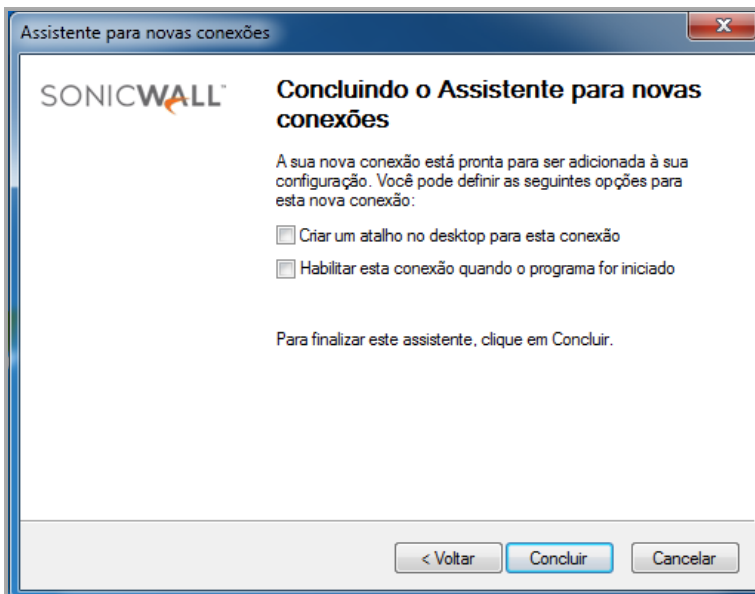 Assistente para novas conexões
SONICWALL™
Concluindo o Assistente para novas
conexões
A sua nova conexão está pronta para ser adicionada à sua
configuração. Você pode definir as seguintes opções para
esta nova conexão:
Criar um atalho no desktop para esta conexão
Habilitar esta conexão quando o programa for iniciado
Para finalizar este assistente, clique em Concluir.
< Voltar
Concluir
Cancelar